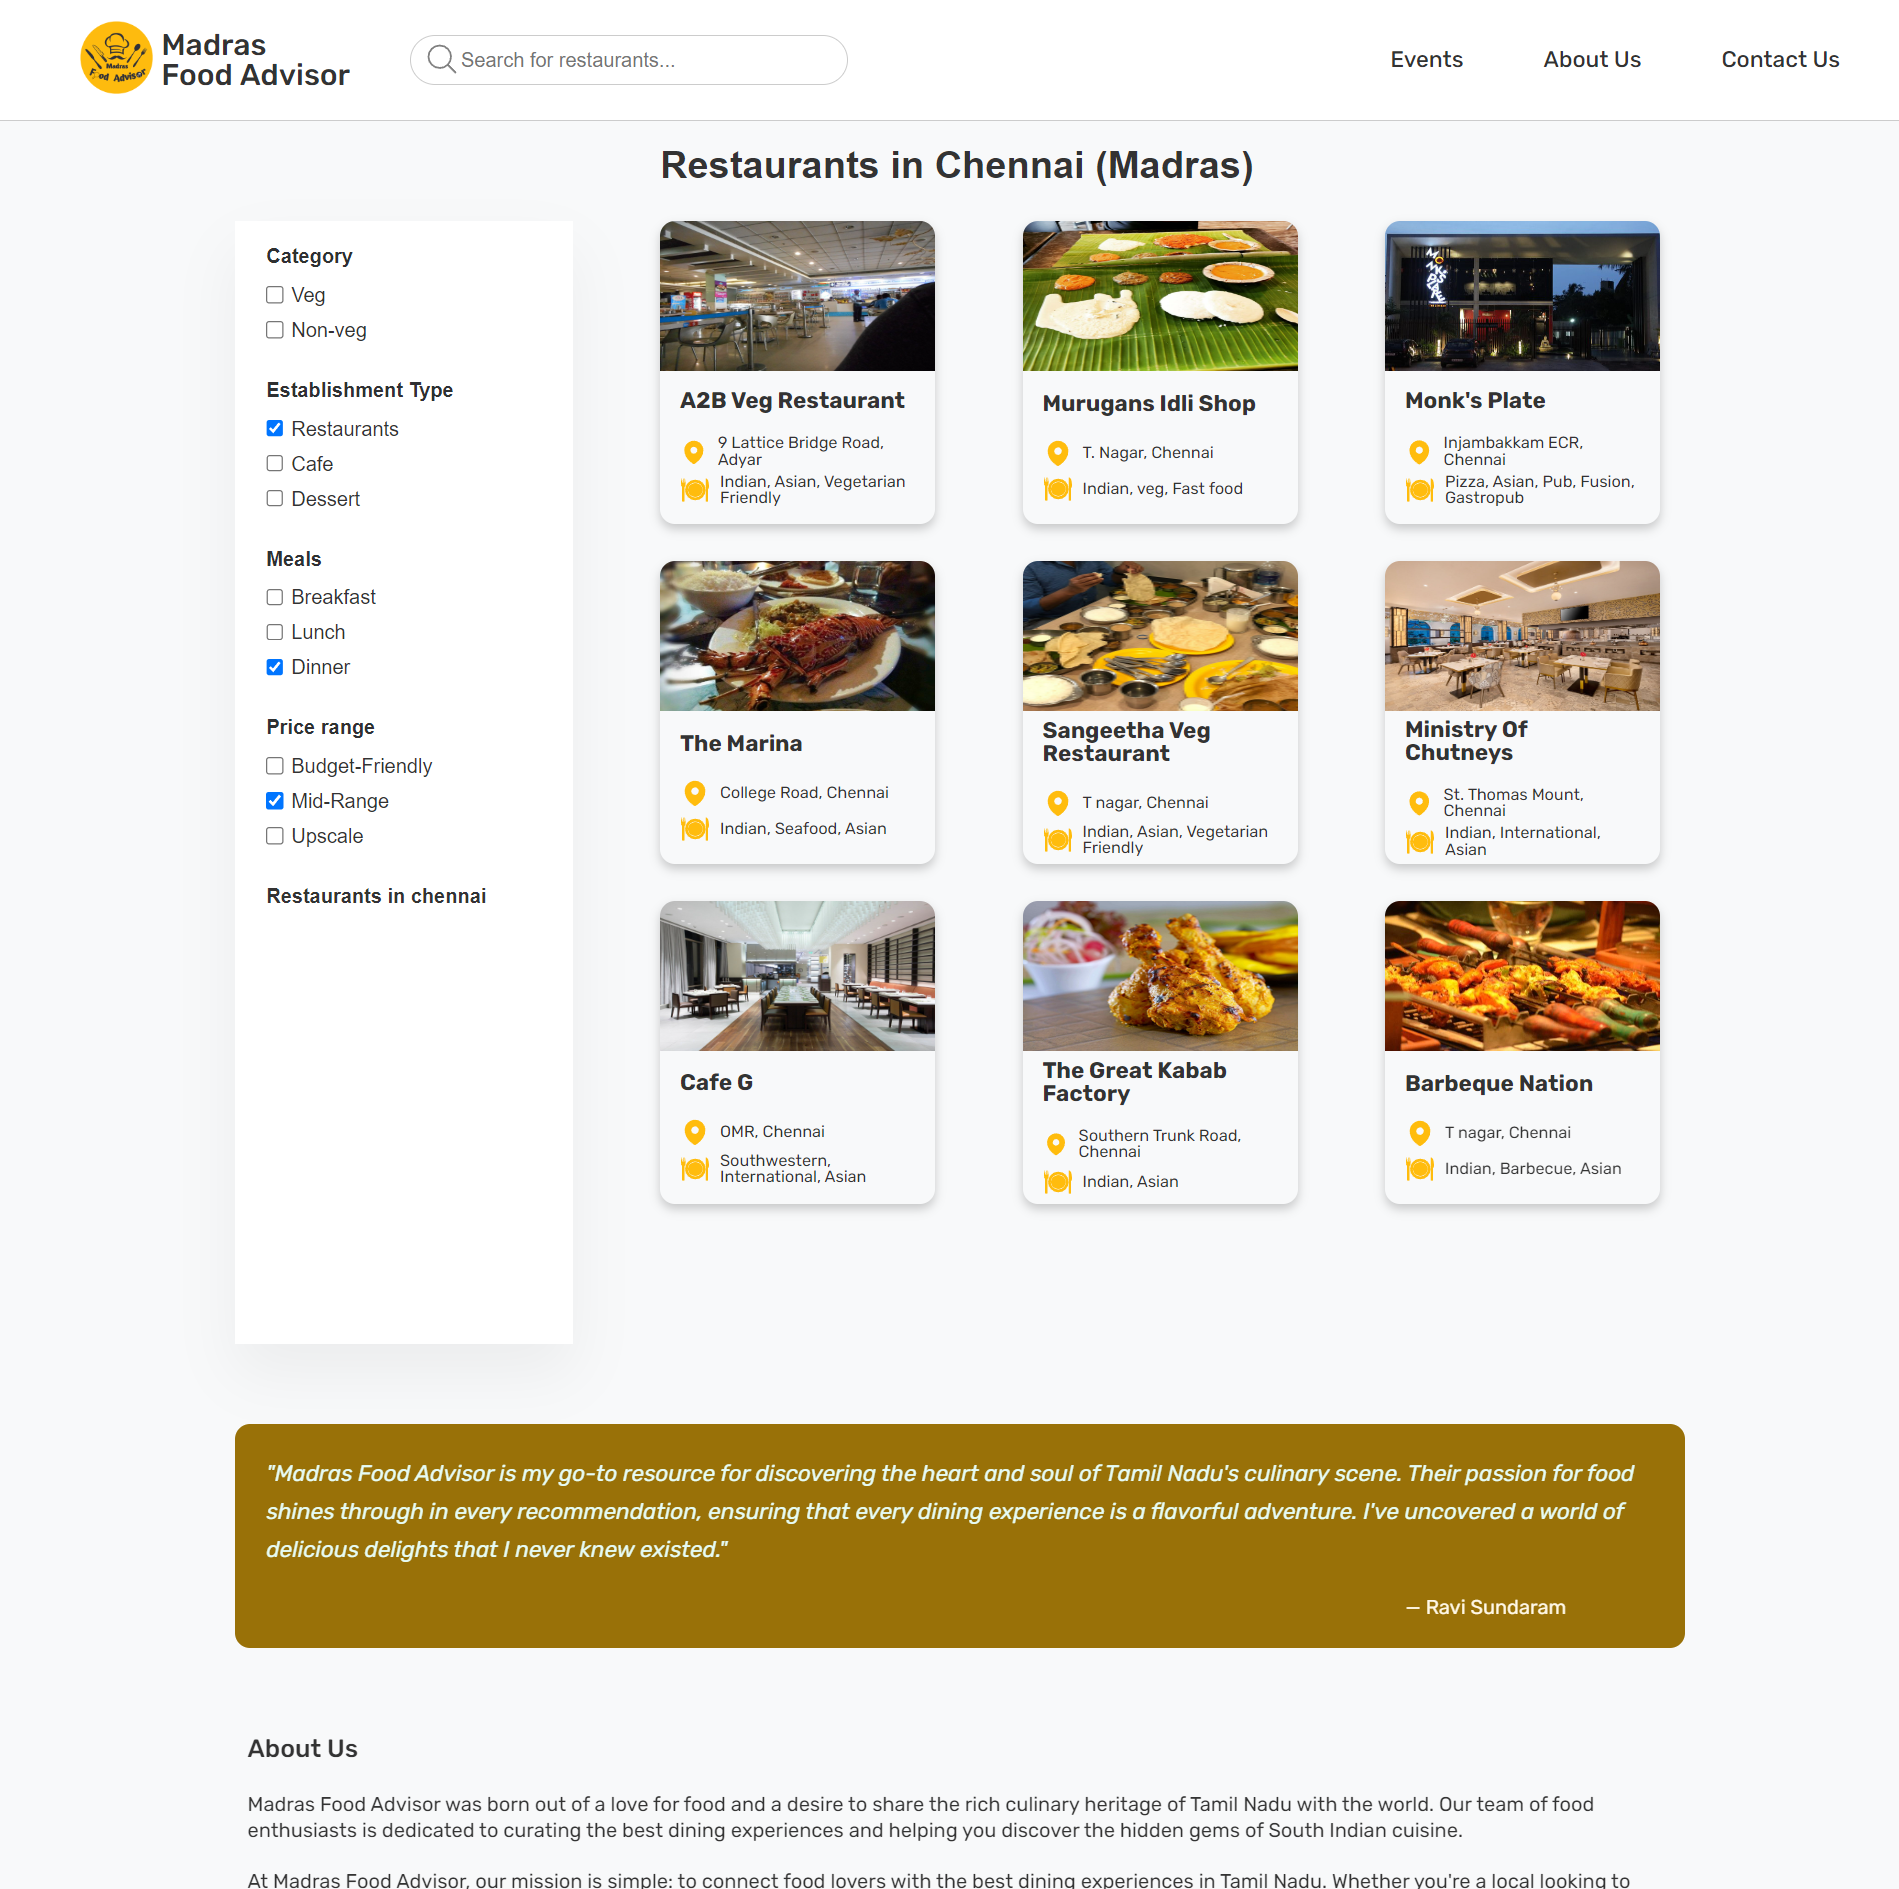 Madras
Food Advisor
Madras
Food Advisor
Search for restaurants...
Events
About Us
Contact Us
Restaurants in Chennai (Madras)
Category
Veg
Non-veg
Establishment Type
Restaurants
Cafe
Dessert
Meals
Breakfast
Lunch
Dinner
Price range
Budget-Friendly
Mid-Range
Upscale
Restaurants in chennai
A2B Veg Restaurant
9 Lattice Bridge Road,
Adyar
Indian, Asian, Vegetarian
Friendly
Murugans Idli Shop
T. Nagar, Chennai
Indian, veg, Fast food
MONKS PLATE
Monk's Plate
Injambakkam ECR,
Chennai
Pizza, Asian, Pub, Fusion,
Gastropub
The Marina
College Road, Chennai
Indian, Seafood, Asian
Sangeetha Veg
Restaurant
T nagar, Chennai
Indian, Asian, Vegetarian
Friendly
Ministry Of
Chutneys
St. Thomas Mount,
Chennai
Indian, International,
Asian
Cafe G
OMR, Chennai
Southwestern,
International, Asian
The Great Kabab
Factory
Southern Trunk Road,
Chennai
Indian, Asian
Barbeque Nation
T nagar, Chennai
Indian, Barbecue, Asian
"Madras Food Advisor is my go-to resource for discovering the heart and soul of Tamil Nadu's culinary scene. Their passion for food
shines through in every recommendation, ensuring that every dining experience is a flavorful adventure. I've uncovered a world of
delicious delights that I never knew existed."
— Ravi Sundaram
About Us
Madras Food Advisor was born out of a love for food and a desire to share the rich culinary heritage of Tamil Nadu with the world. Our team of food
enthusiasts is dedicated to curating the best dining experiences and helping you discover the hidden gems of South Indian cuisine.
At Madras Food Advisor, our mission is simple: to connect food lovers with the best dining experiences in Tamil Nadu. Whether you're a local looking to